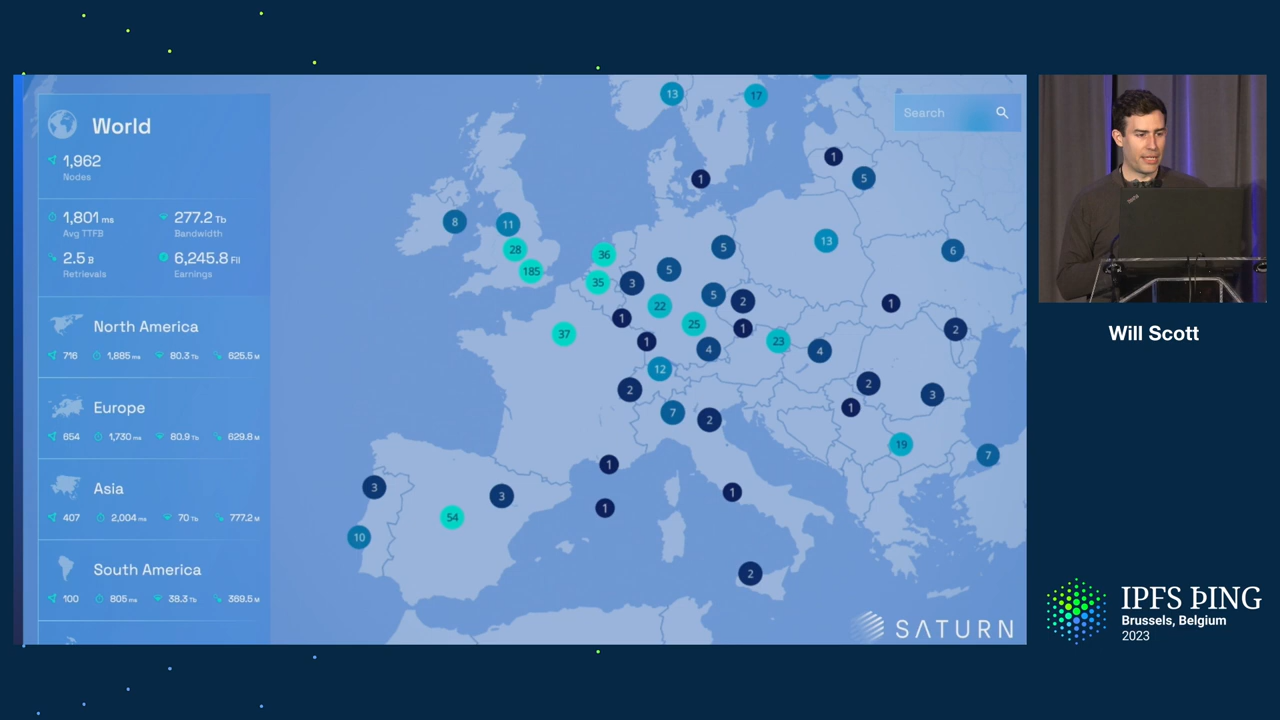 World
1,962
Nodes
1,801 ms
Avg TTFB
277.2 Tb
Bandwidth
2.5 B
Retrievals
6,245.8 Fil
Earnings
North America
716 1,885 ms 80.3 Tb 625.5 M
Europe
654 1,730 ms 80.9 Tb 629.8 M
Asia
407 2,004 ms 70 Tb 777.2 M
South America
100 805 ms 38.3 Tb 369.5 M
Search
13
17
1
1
5
8
11
28
185
36
35
3
5
5
13
6
22
5
2
1
1
25
1
37
1
4
23
4
2
12
2
7
2
2
1
3
19
7
1
1
3
3
54
10
1
2
SATURN
Will Scott
IPFS ÞING
Brussels, Belgium
2023